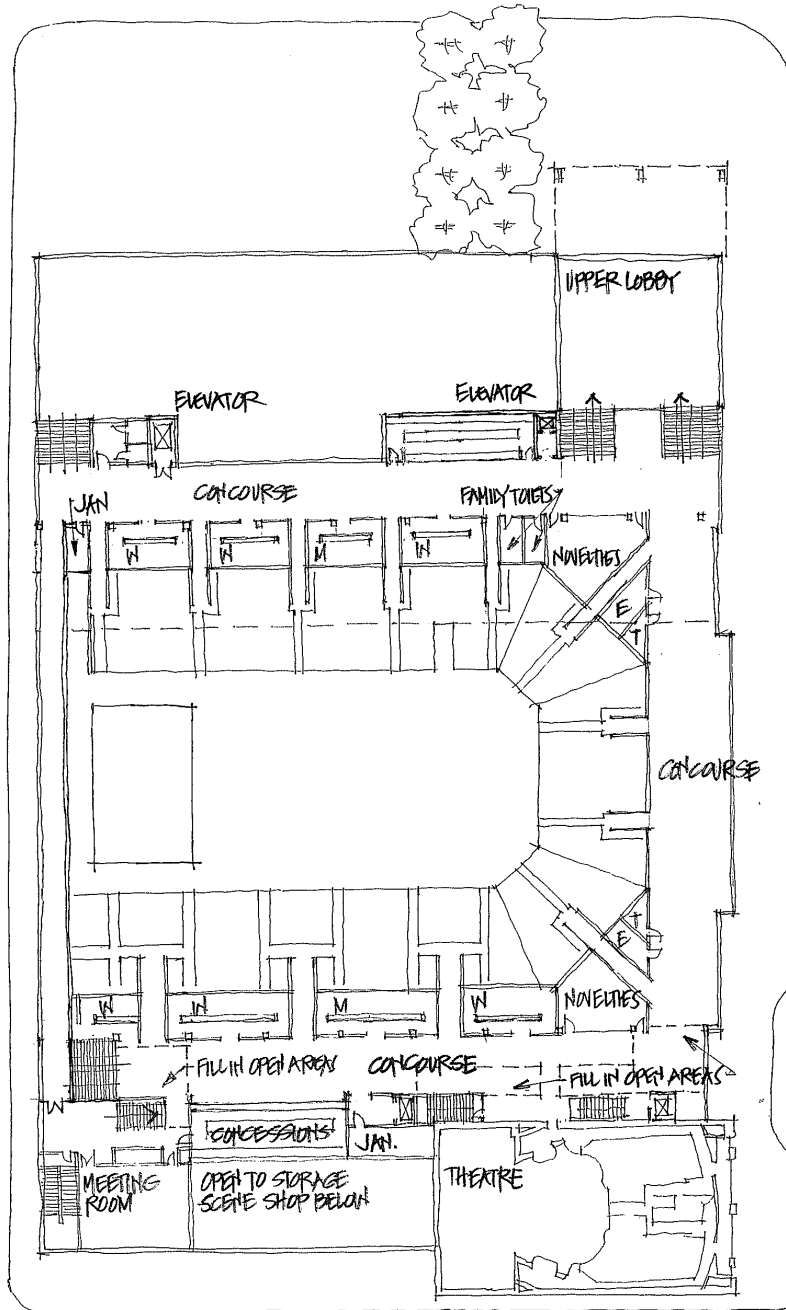 UPPER LOBBY
ELEVATOR
ELEVATOR
JAN
CONCOURSE
FAMILY TOILETS
W
W
M
W
NOVELTIES
E
T
CONCOURSE
T
E
W
W
M
W
NOVELTIES
FILL IN OPEN AREAS
CONCOURSE
FILL IN OPEN AREAS
CONCESSIONS
JAN.
MEETING
ROOM
OPEN TO STORAGE
SCENE SHOP BELOW
THEATRE